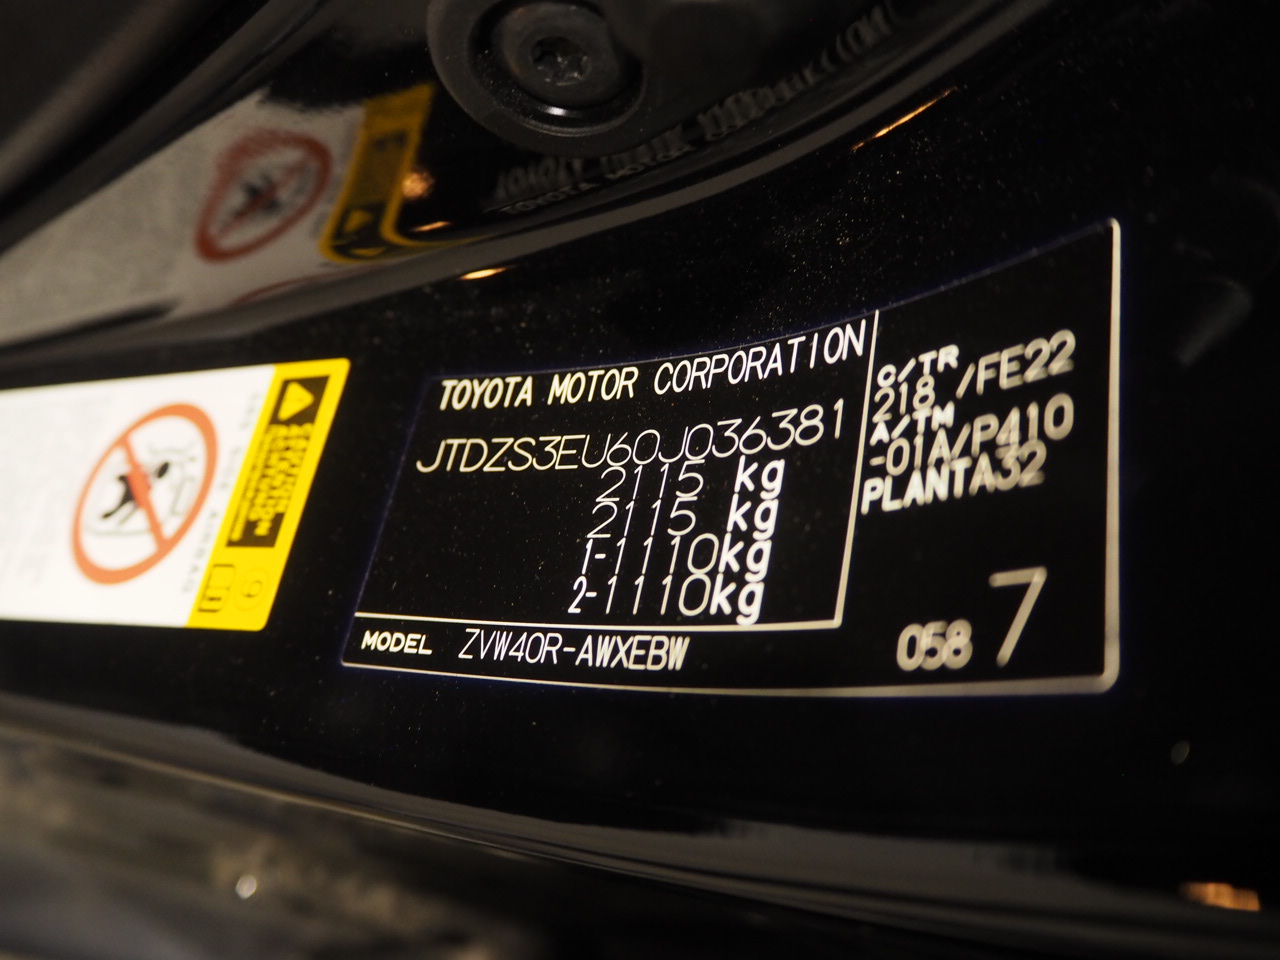 TOYOTA MOTOR CORPORATION
JTDZS3EU60J036381
2115 kg
2115 kg
1-1110kg
2-1110kg
MODEL ZVW40R-AWXEBW
C/TR
218 /FE22
A/TM
-01A/P410
PLANTA32
058 7